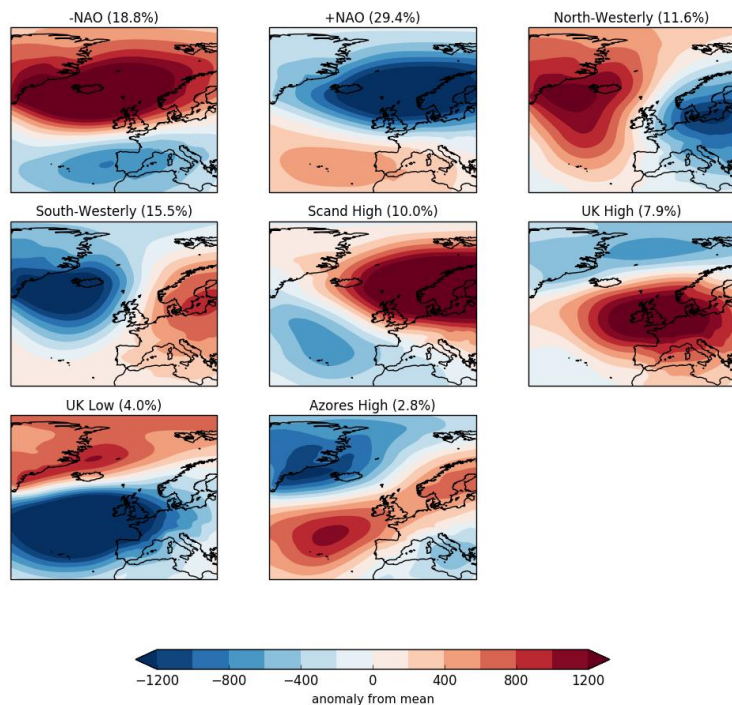 -NAO (18.8%)
+NAO (29.4%)
North-Westerly (11.6%)
South-Westerly (15.5%)
Scand High (10.0%)
UK High (7.9%)
UK Low (4.0%)
Azores High (2.8%)
−1200 −800 −400 0 400 800 1200
anomaly from mean